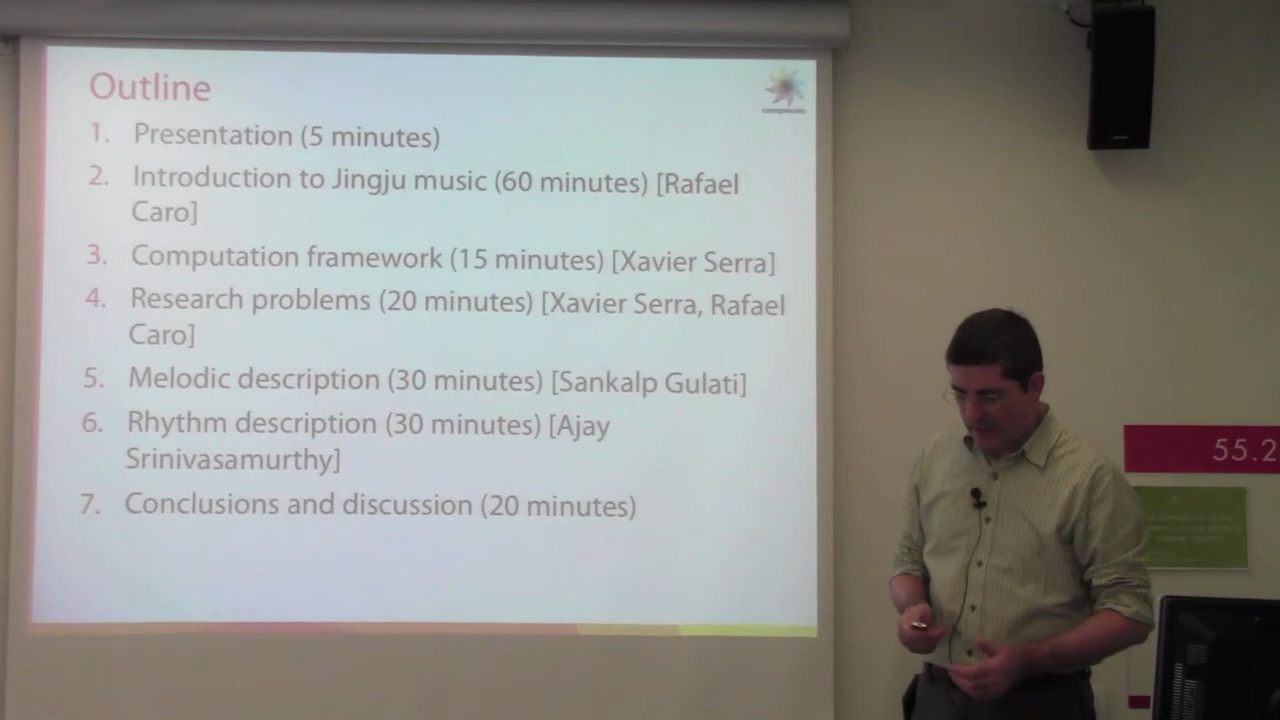 Outline
compmusic
1. Presentation (5 minutes)
2. Introduction to Jingju music (60 minutes) [Rafael
Caro]
3. Computation framework (15 minutes) [Xavier Serra]
4. Research problems (20 minutes) [Xavier Serra, Rafael
Caro]
5. Melodic description (30 minutes) [Sankalp Gulati]
6. Rhythm description (30 minutes) [Ajay
Srinivasamurthy]
7. Conclusions and discussion (20 minutes)
55.2